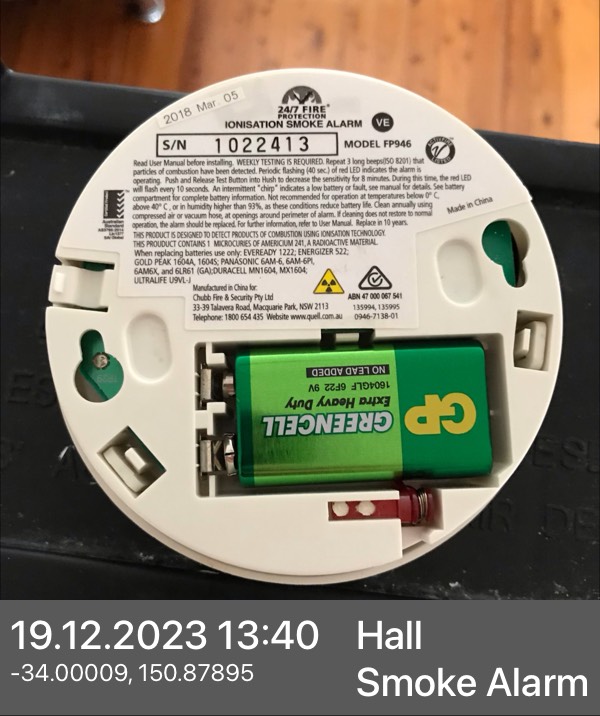 2018 Mar. 05
24/7 FIRE
PROTECTION
IONISATION SMOKE ALARM VE
S/N 1022413 MODEL FP946
Read User Manual before installing. WEEKLY TESTING IS REQUIRED. Repeat 3 long beeps(ISO 8201) that
particles of combustion have been detected. Periodic flashing (40 sec.) of red LED indicates the alarm is
operating. Push and Release Test Button into Hush to decrease the sensitivity for 8 minutes. During this time, the red LED
will flash every 10 seconds. An intermittent "chirp" indicates a low battery or fault, see manual for details. See battery
compartment for complete battery information. Not recommended for operation at temperatures below 0° C,
above 40° C, or in humidity higher than 93%, as these conditions reduce battery life. Clean annually using
compressed air or vacuum hose, at openings around perimeter of alarm. If cleaning does not restore to normal
operation, the alarm should be replaced. For further information, refer to User Manual. Replace in 10 years.
Made in China
THIS PRODUCT IS DESIGNED TO DETECT PRODUCTS OF COMBUSTION USING IONISATION TECHNOLOGY.
THIS PRODUCT CONTAINS 1 MICROCURIES OF AMERICIUM 241, A RADIOACTIVE MATERIAL.
When replacing batteries use only: EVEREADY 1222; ENERGIZER 522;
GOLD PEAK 1604A, 1604S; PANASONIC 6AM-6, 6AM-6PI,
6AM6X, and 6LR61 (GA);DURACELL MN1604, MX1604;
ULTRALIFE U9VL-J
Manufactured in China for:
Chubb Fire & Security Pty Ltd
33-39 Talavera Road, Macquarie Park, NSW 2113
Telephone: 1800 654 435 Website www.quell.com.au
ABN 47 000 067 541
135994, 135995
0946-7138-01
GP
GREENCELL
Extra Heavy Duty
1604GLF 6F22 9V
NO LEAD ADDED
19.12.2023 13:40
-34.00009, 150.87895
Hall
Smoke Alarm